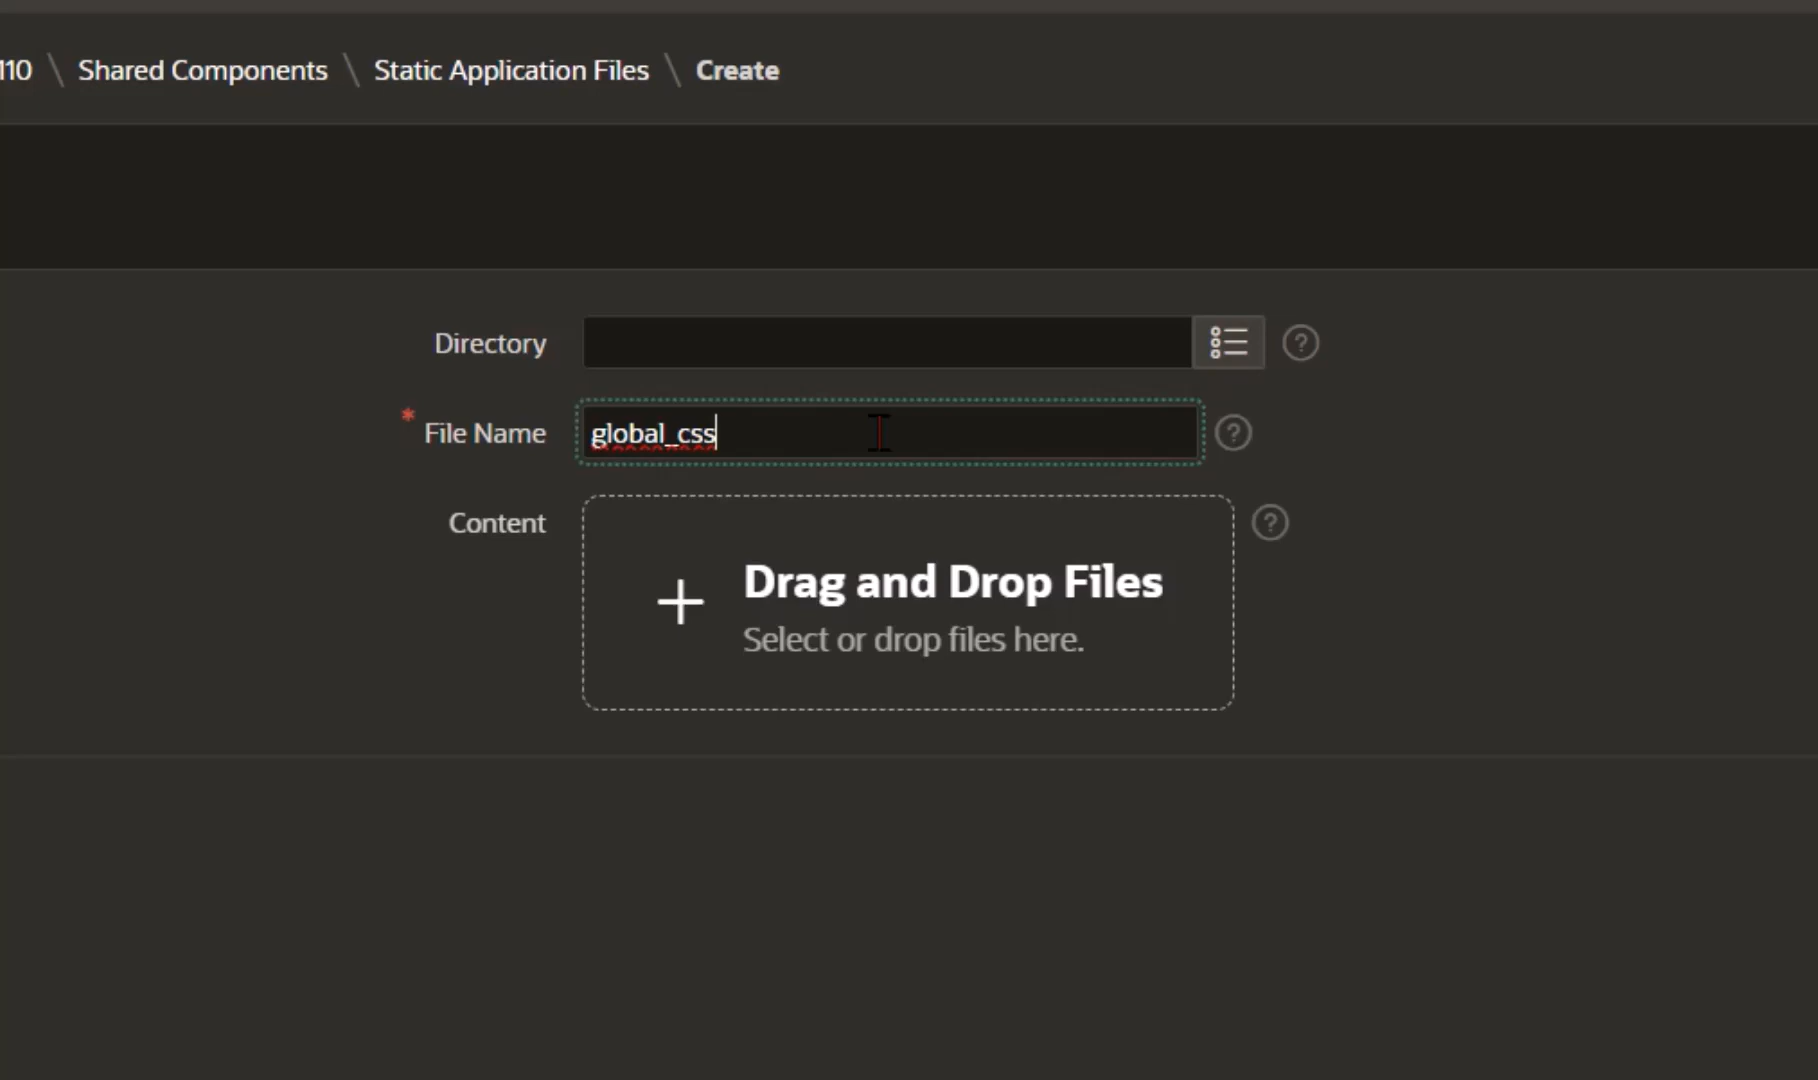 110 \ Shared Components \ Static Application Files \ Create
Directory
* File Name global_css
Content
Drag and Drop Files
Select or drop files here.